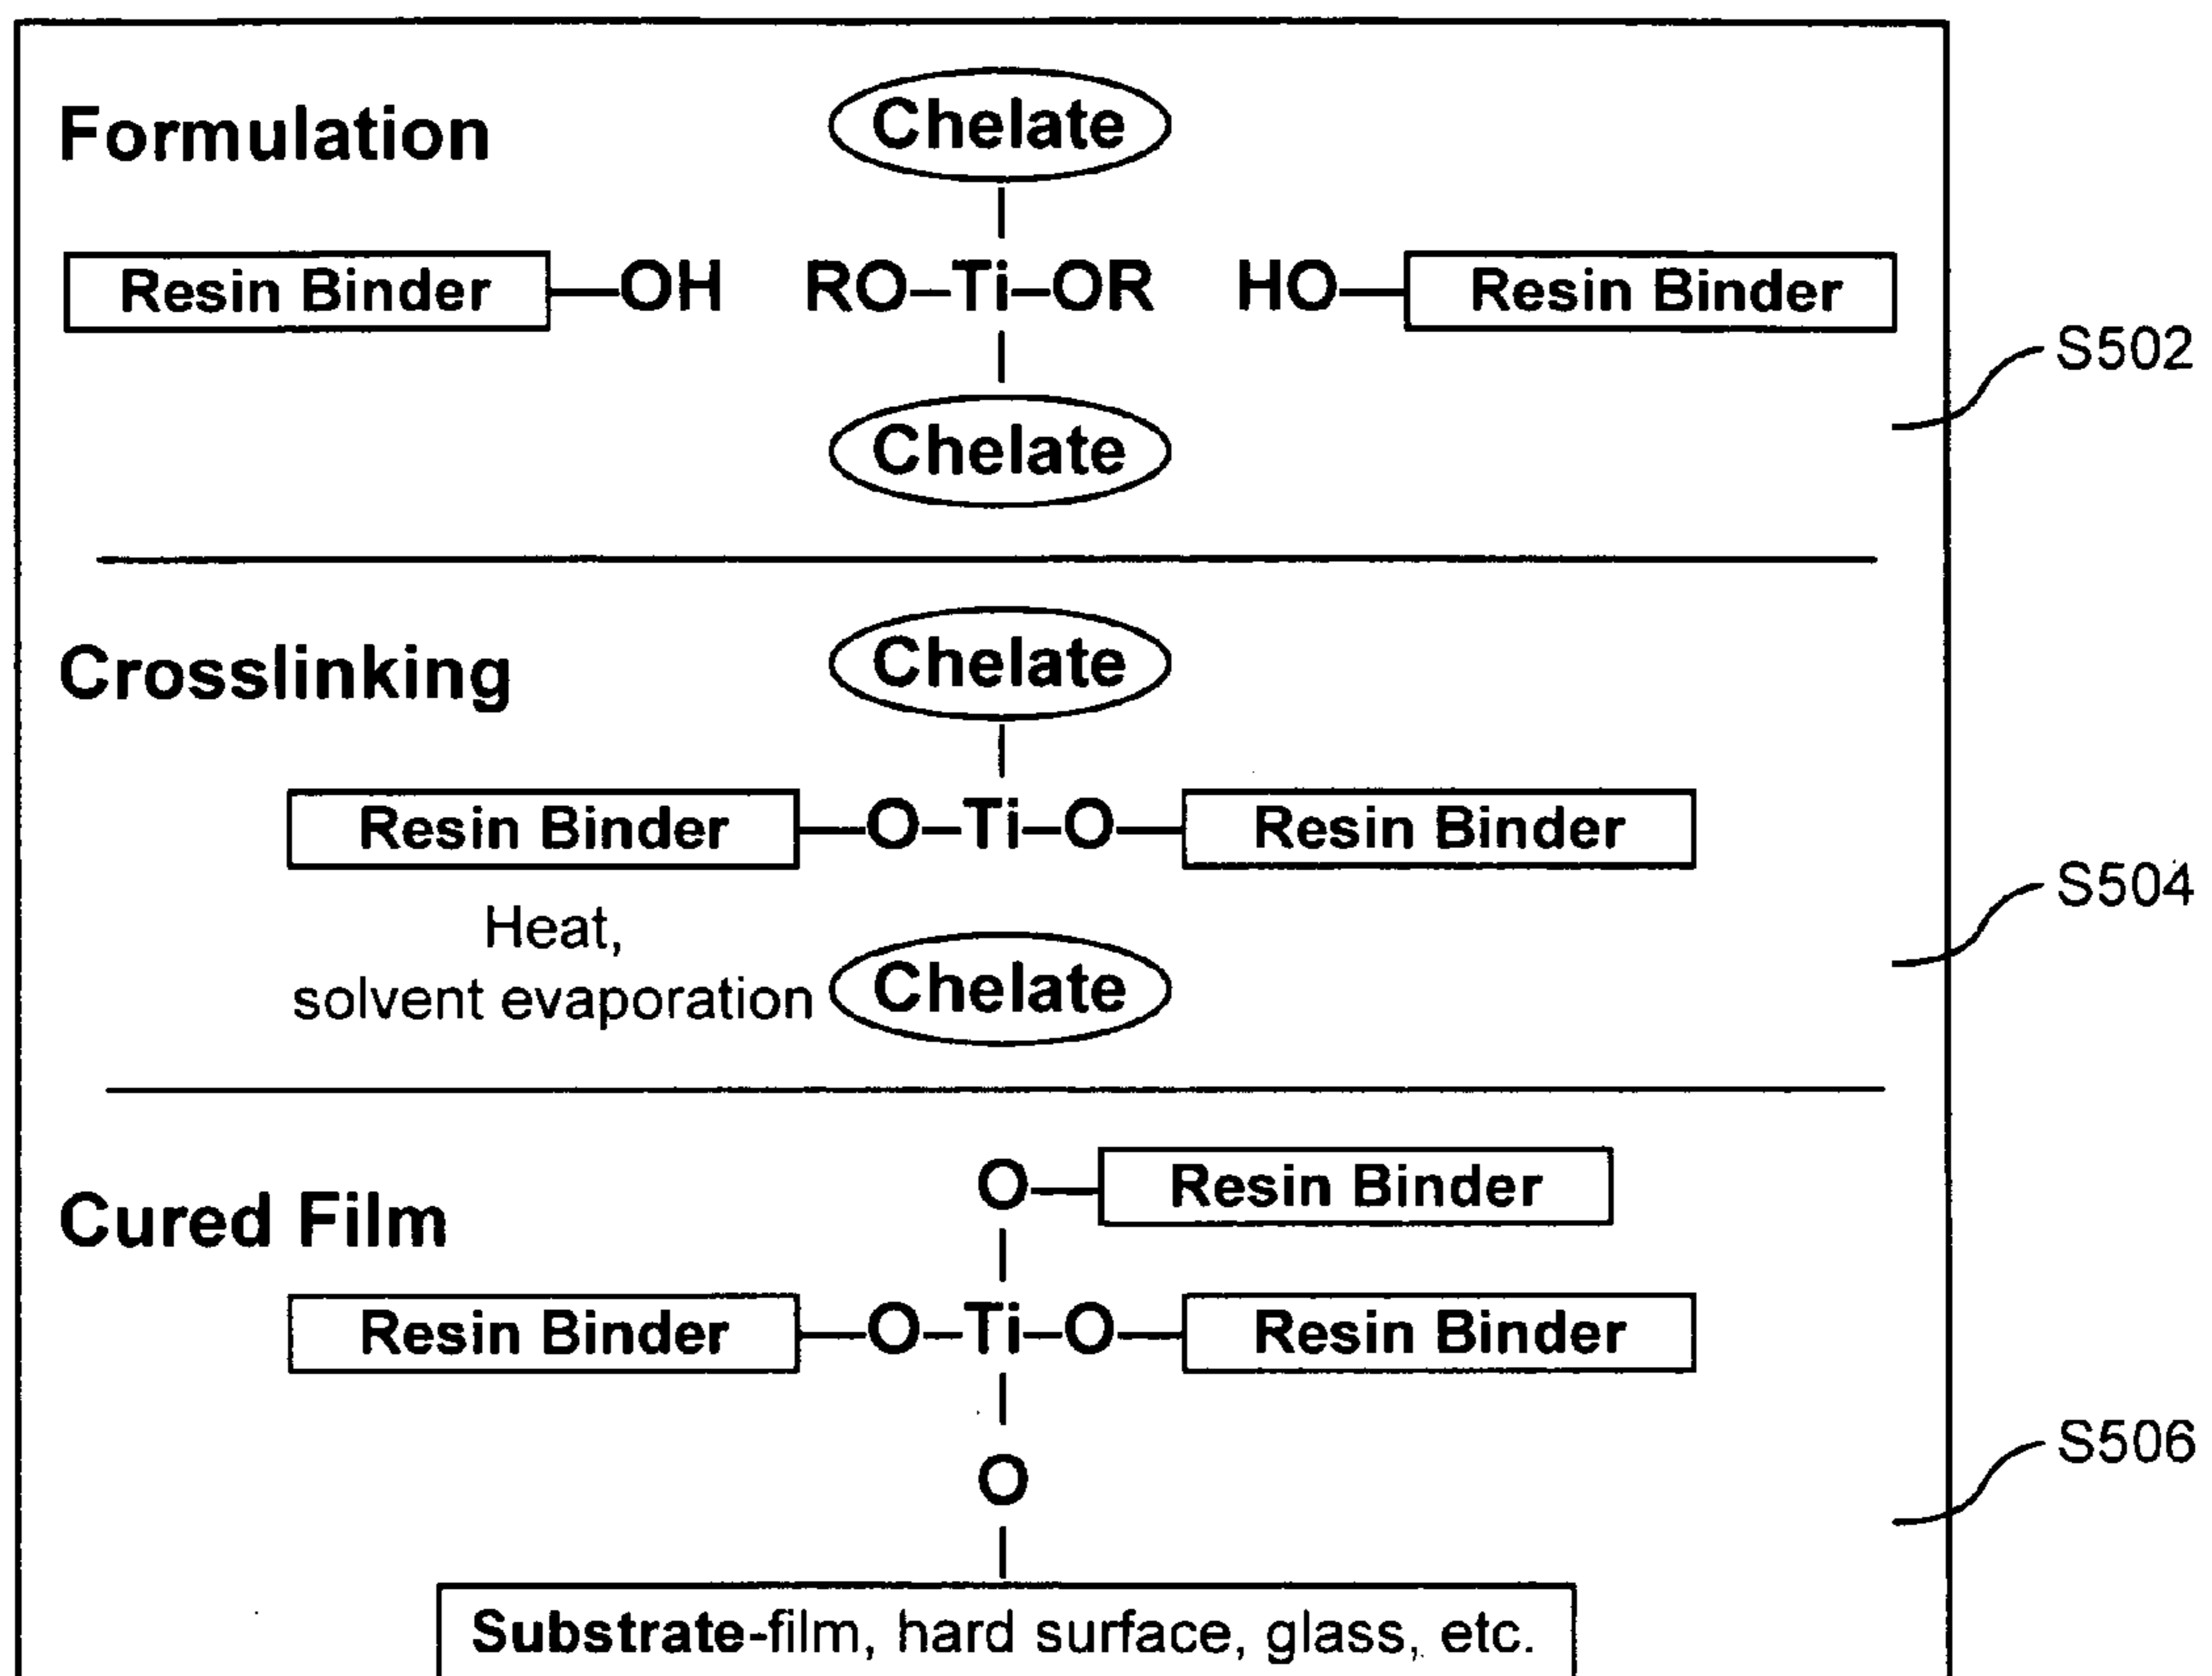 Chelate
Formulation
Resin Binder—OH RO–Ti–OR HO—Resin Binder
S502
Chelate
Chelate
Crosslinking
Resin Binder—O–Ti–O—Resin Binder
S504
Heat,
solvent evaporation Chelate
O—Resin Binder
Cured Film
Resin Binder—O–Ti–O—Resin Binder
S506
O
Substrate-film, hard surface, glass, etc.